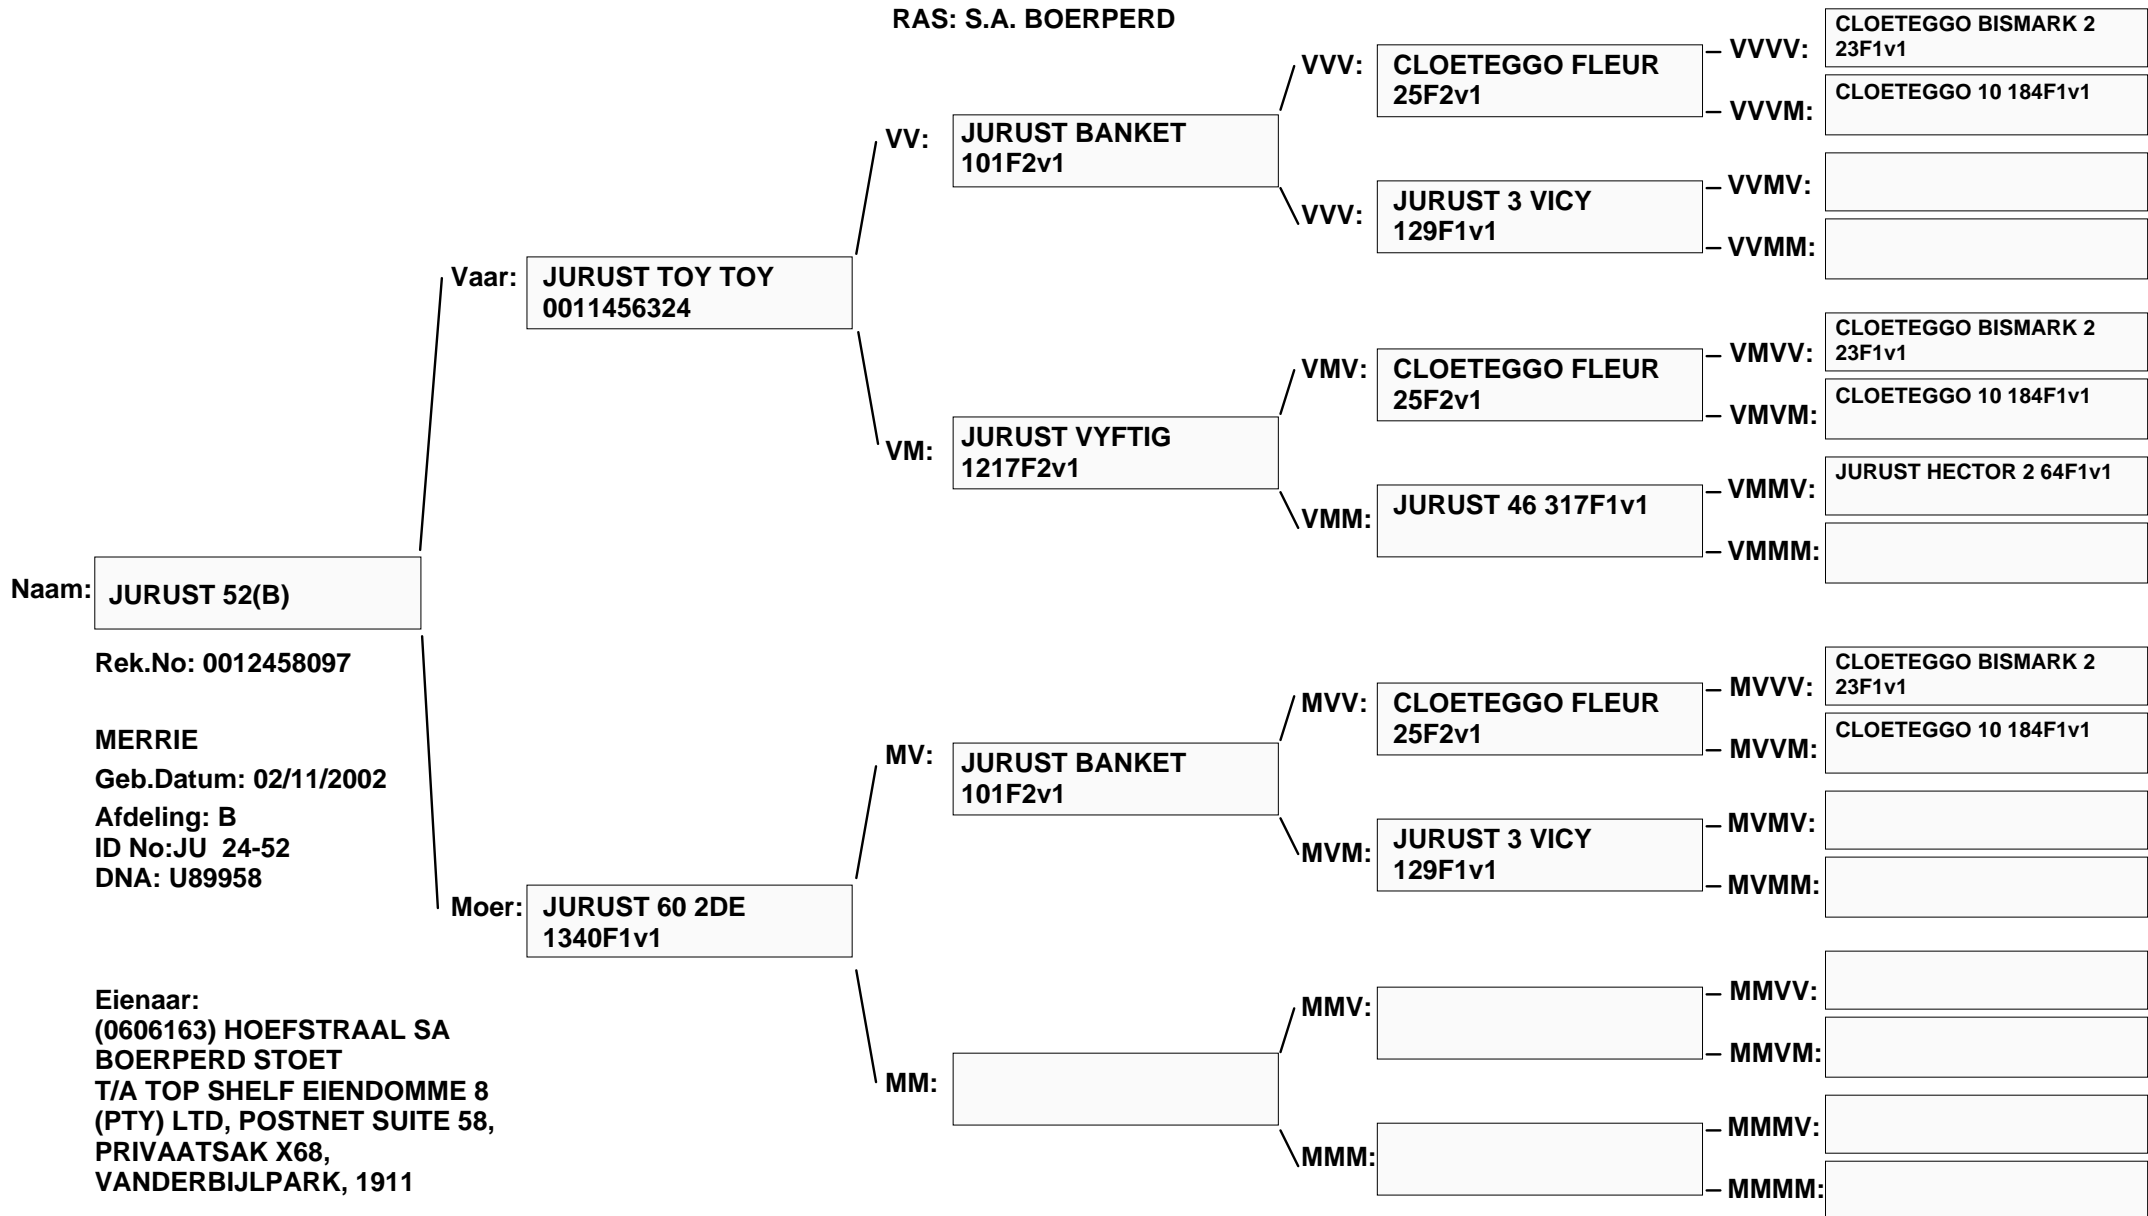 RAS: S.A. BOERPERD
Naam:
JURUST 52(B)
Rek.No: 0012458097
MERRIE
Geb.Datum: 02/11/2002
Afdeling: B
ID No:JU 24-52
DNA: U89958
Eienaar:
(0606163) HOEFSTRAAL SA
BOERPERD STOET
T/A TOP SHELF EIENDOMME 8
(PTY) LTD, POSTNET SUITE 58,
PRIVAATSAK X68,
VANDERBIJLPARK, 1911
Vaar:
JURUST TOY TOY
0011456324
Moer:
JURUST 60 2DE
1340F1v1
VV:
JURUST BANKET
101F2v1
VM:
JURUST VYFTIG
1217F2v1
MV:
JURUST BANKET
101F2v1
MM:
VVV:
CLOETEGGO FLEUR
25F2v1
VVV:
JURUST 3 VICY
129F1v1
VMV:
CLOETEGGO FLEUR
25F2v1
VMM:
JURUST 46 317F1v1
MVV:
CLOETEGGO FLEUR
25F2v1
MVM:
JURUST 3 VICY
129F1v1
MMV:
MMM:
– VVVV:
CLOETEGGO BISMARK 2
23F1v1
– VVVM:
CLOETEGGO 10 184F1v1
– VVMV:
– VVMM:
– VMVV:
CLOETEGGO BISMARK 2
23F1v1
– VMVM:
CLOETEGGO 10 184F1v1
– VMMV:
JURUST HECTOR 2 64F1v1
– VMMM:
– MVVV:
CLOETEGGO BISMARK 2
23F1v1
– MVVM:
CLOETEGGO 10 184F1v1
– MVMV:
– MVMM:
– MMVV:
– MMVM:
– MMMV:
– MMMM: